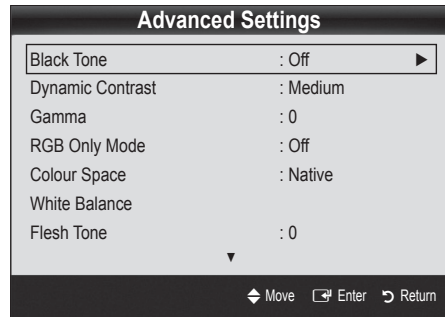 Advanced Settings
Black Tone : Off ▶
Dynamic Contrast : Medium
Gamma : 0
RGB Only Mode : Off
Colour Space : Native
White Balance
Flesh Tone : 0
▼
Move Enter Return